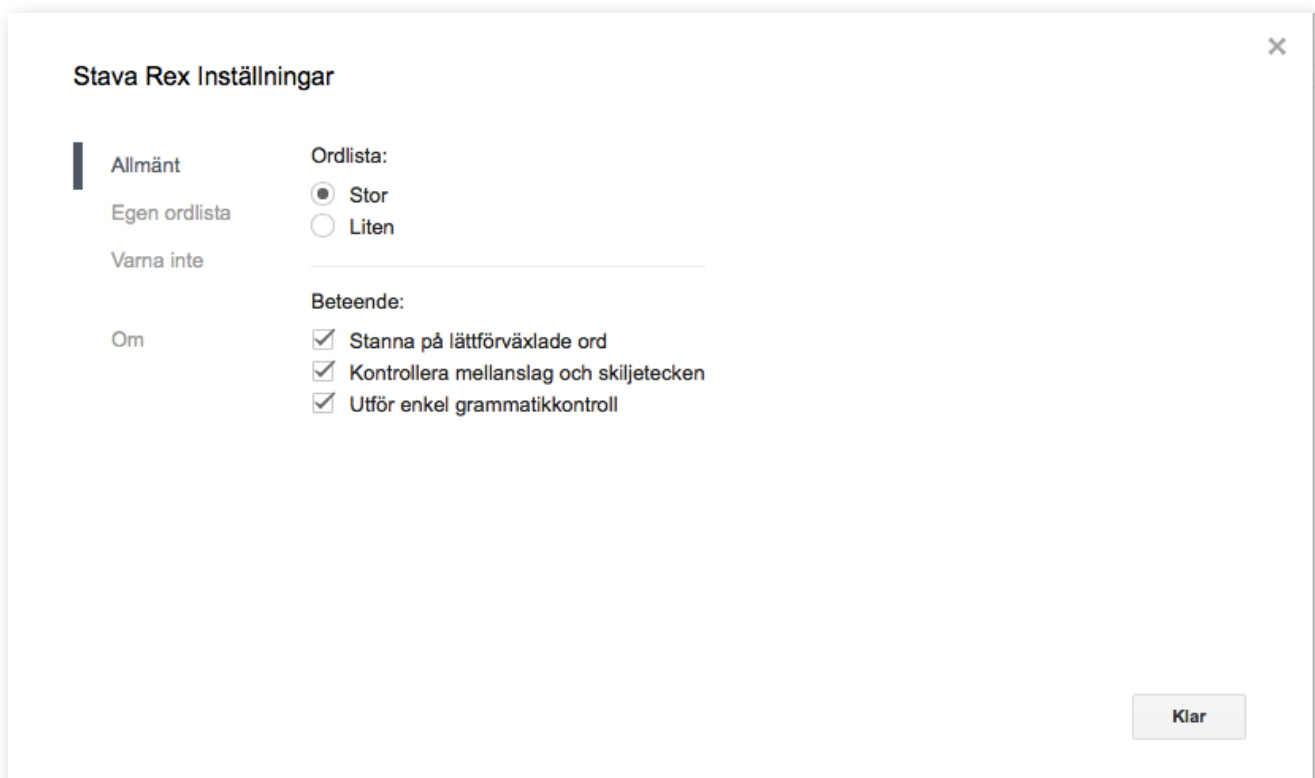 Stava Rex Inställningar
Allmänt
Egen ordlista
Varna inte
Om
Ordlista:
Stor
Liten
Beteende:
Stanna på lättförväxlade ord
Kontrollera mellanslag och skiljetecken
Utför enkel grammatikkontroll
Klar